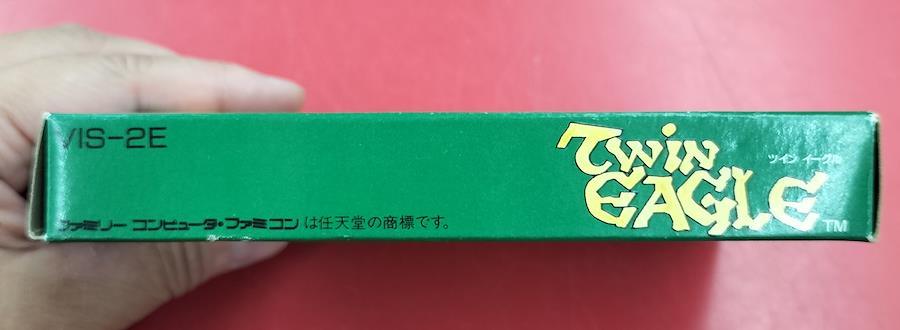 VIS-2E
TWIN
EAGLE
ツイン イーグル
TM
ファミリーコンピュータ・ファミコンは任天堂の商標です。